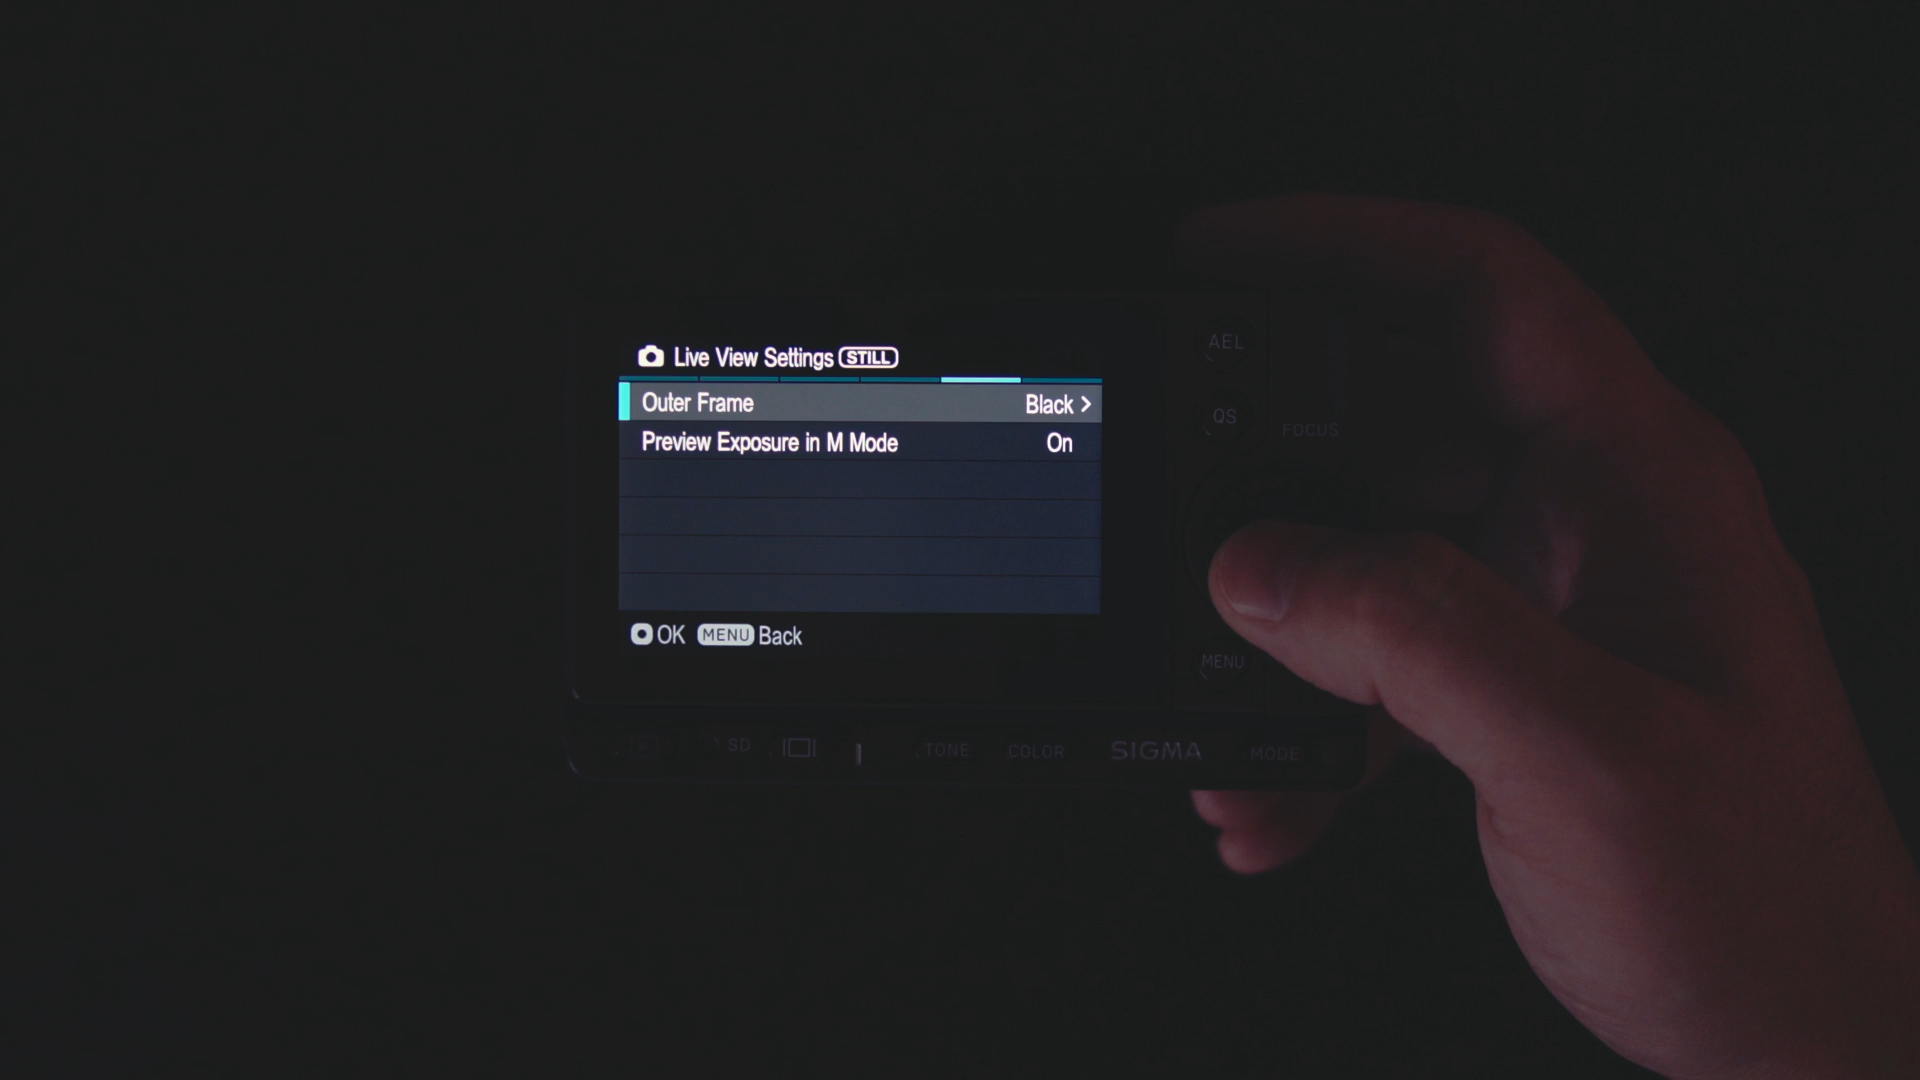 Live View Settings STILL
Outer Frame Black
Preview Exposure in M Mode On
OK MENU Back
AEL
QS
FOCUS
MENU
SD TONE COLOR SIGMA MODE